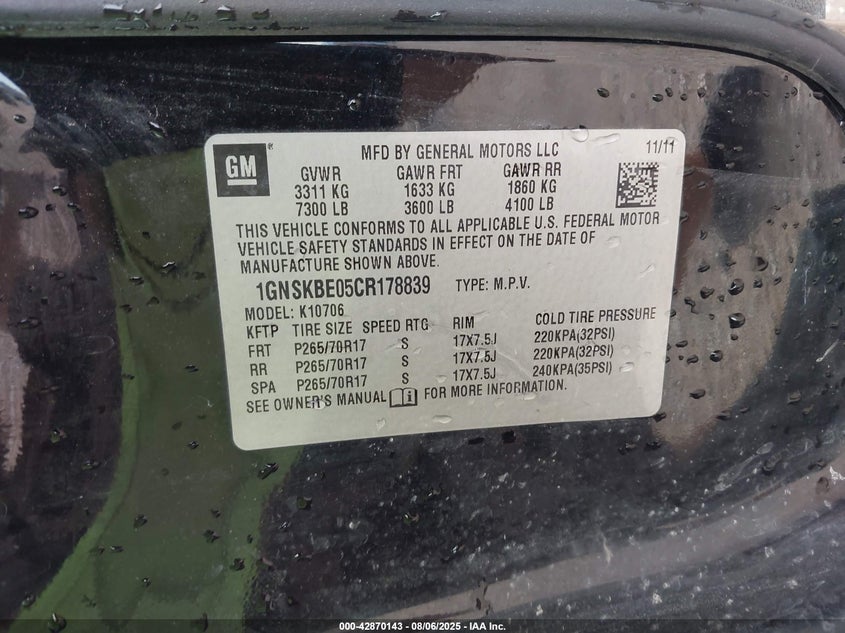 GM ®
MFD BY GENERAL MOTORS LLC 11/11
GVWR GAWR FRT GAWR RR
3311 KG 1633 KG 1860 KG
7300 LB 3600 LB 4100 LB
THIS VEHICLE CONFORMS TO ALL APPLICABLE U.S. FEDERAL MOTOR
VEHICLE SAFETY STANDARDS IN EFFECT ON THE DATE OF
MANUFACTURE SHOWN ABOVE.
1GNSKBE05CR178839 TYPE: M.P.V.
MODEL: K10706
KFTP TIRE SIZE SPEED RTG RIM COLD TIRE PRESSURE
FRT P265/70R17 S 17X7.5J 220KPA(32PSI)
RR P265/70R17 S 17X7.5J 220KPA(32PSI)
SPA P265/70R17 S 17X7.5J 240KPA(35PSI)
SEE OWNER'S MANUAL FOR MORE INFORMATION.
000-42870143 - 08/06/2025 - IAA Inc.